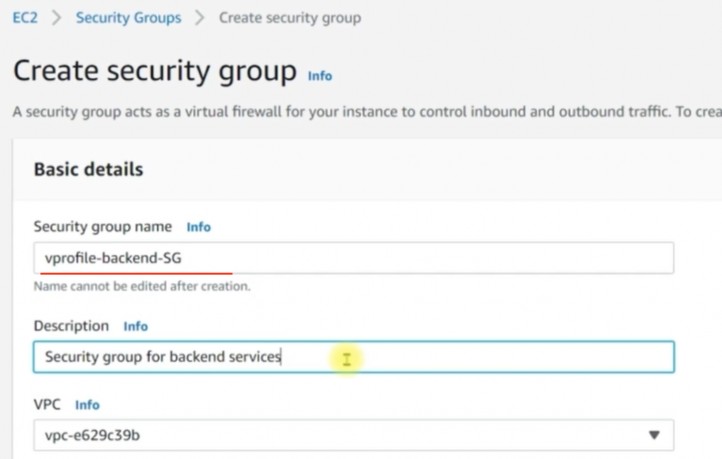 EC2 > Security Groups > Create security group
Create security group Info
A security group acts as a virtual firewall for your instance to control inbound and outbound traffic. To crea
Basic details
Security group name Info
vprofile-backend-SG
Name cannot be edited after creation.
Description Info
Security group for backend services
VPC Info
vpc-e629c39b